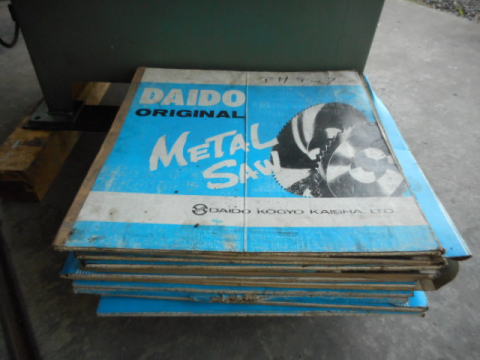 DAIDO
ORIGINAL
METAL
SAW
DAIDO KOGYO KAISHA, LTD.